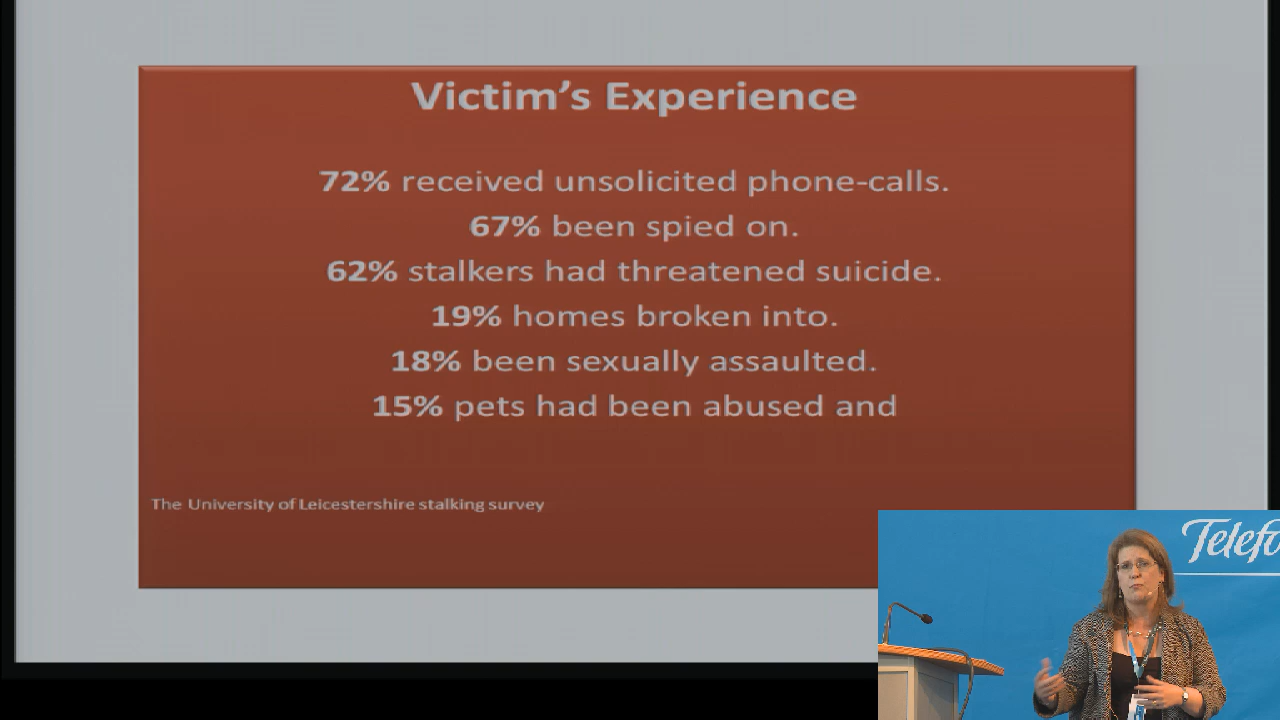 Victim's Experience
72% received unsolicited phone-calls.
67% been spied on.
62% stalkers had threatened suicide.
19% homes broken into.
18% been sexually assaulted.
15% pets had been abused and
The University of Leicestershire stalking survey
Telefo